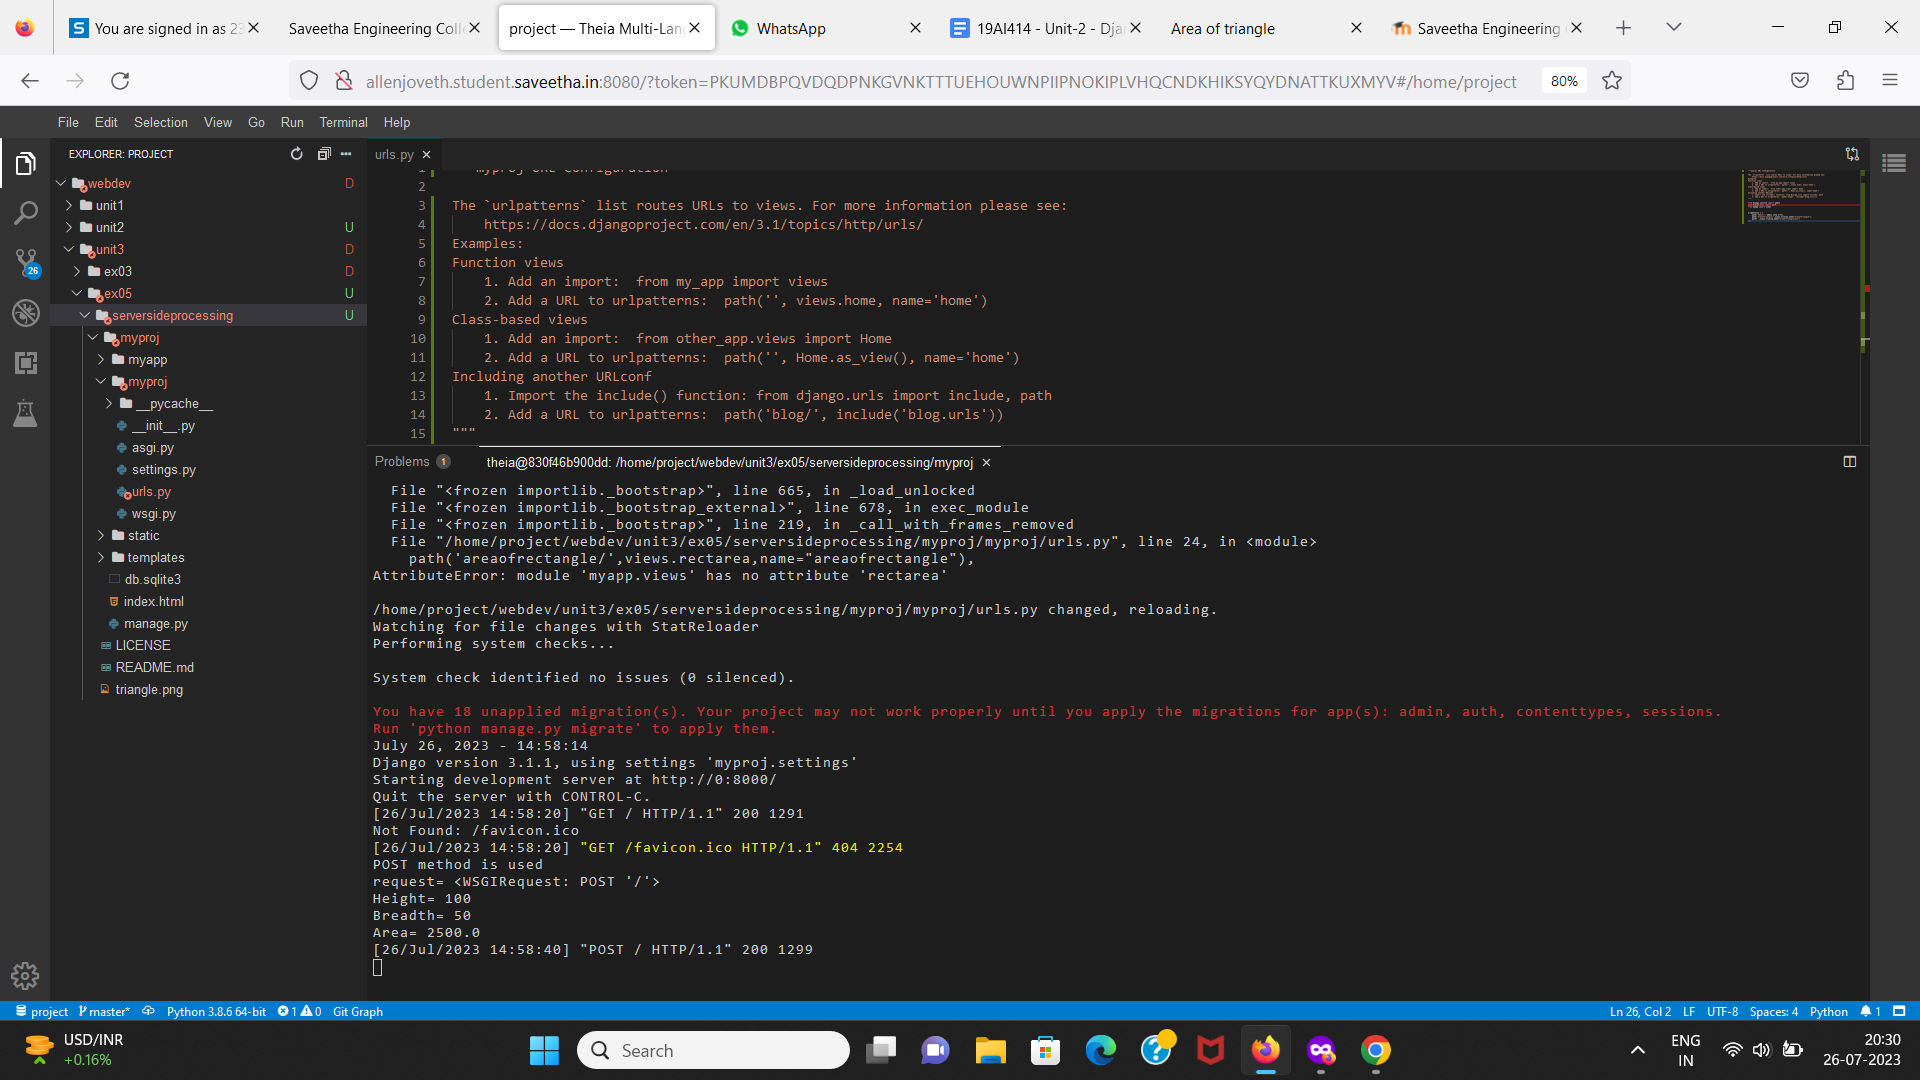 You are signed in as 23
Saveetha Engineering Colle
project — Theia Multi-Lan
WhatsApp
19AI414 - Unit-2 - Dja
Area of triangle
Saveetha Engineering
allenjoveth.student.saveetha.in:8080/?token=PKUMDBPQVDQDPNKGVNKTTTUEHOUWNPIIPNOKIPLVHQCNDKHIKSYQYDNATTKUXMYV#/home/project
80%
File Edit Selection View Go Run Terminal Help
EXPLORER: PROJECT
webdev D
unit1
unit2 U
unit3 D
ex03 D
ex05 U
serversideprocessing U
myproj
myapp
myproj
__pycache__
__init__.py
asgi.py
settings.py
urls.py
wsgi.py
static
templates
db.sqlite3
index.html
manage.py
LICENSE
README.md
triangle.png
26
urls.py
1 myproj URL Configuration
2
3 The `urlpatterns` list routes URLs to views. For more information please see:
4 https://docs.djangoproject.com/en/3.1/topics/http/urls/
5 Examples:
6 Function views
7 1. Add an import:  from my_app import views
8 2. Add a URL to urlpatterns:  path('', views.home, name='home')
9 Class-based views
10 1. Add an import:  from other_app.views import Home
11 2. Add a URL to urlpatterns:  path('', Home.as_view(), name='home')
12 Including another URLconf
13 1. Import the include() function: from django.urls import include, path
14 2. Add a URL to urlpatterns:  path('blog/', include('blog.urls'))
15 """
Problems 1
theia@830f46b900dd: /home/project/webdev/unit3/ex05/serversideprocessing/myproj
File "<frozen importlib._bootstrap>", line 665, in _load_unlocked
File "<frozen importlib._bootstrap_external>", line 678, in exec_module
File "<frozen importlib._bootstrap>", line 219, in _call_with_frames_removed
File "/home/project/webdev/unit3/ex05/serversideprocessing/myproj/myproj/urls.py", line 24, in <module>
path('areaofrectangle/',views.rectarea,name="areaofrectangle"),
AttributeError: module 'myapp.views' has no attribute 'rectarea'
/home/project/webdev/unit3/ex05/serversideprocessing/myproj/myproj/urls.py changed, reloading.
Watching for file changes with StatReloader
Performing system checks...
System check identified no issues (0 silenced).
You have 18 unapplied migration(s). Your project may not work properly until you apply the migrations for app(s): admin, auth, contenttypes, sessions.
Run 'python manage.py migrate' to apply them.
July 26, 2023 - 14:58:14
Django version 3.1.1, using settings 'myproj.settings'
Starting development server at http://0:8000/
Quit the server with CONTROL-C.
[26/Jul/2023 14:58:20] "GET / HTTP/1.1" 200 1291
Not Found: /favicon.ico
[26/Jul/2023 14:58:20] "GET /favicon.ico HTTP/1.1" 404 2254
POST method is used
request= <WSGIRequest: POST '/'>
Height= 100
Breadth= 50
Area= 2500.0
[26/Jul/2023 14:58:40] "POST / HTTP/1.1" 200 1299
project master* Python 3.8.6 64-bit 1 0 Git Graph
Ln 26, Col 2 LF UTF-8 Spaces: 4 Python 1
USD/INR
+0.16%
Search
ENG
IN
20:30
26-07-2023